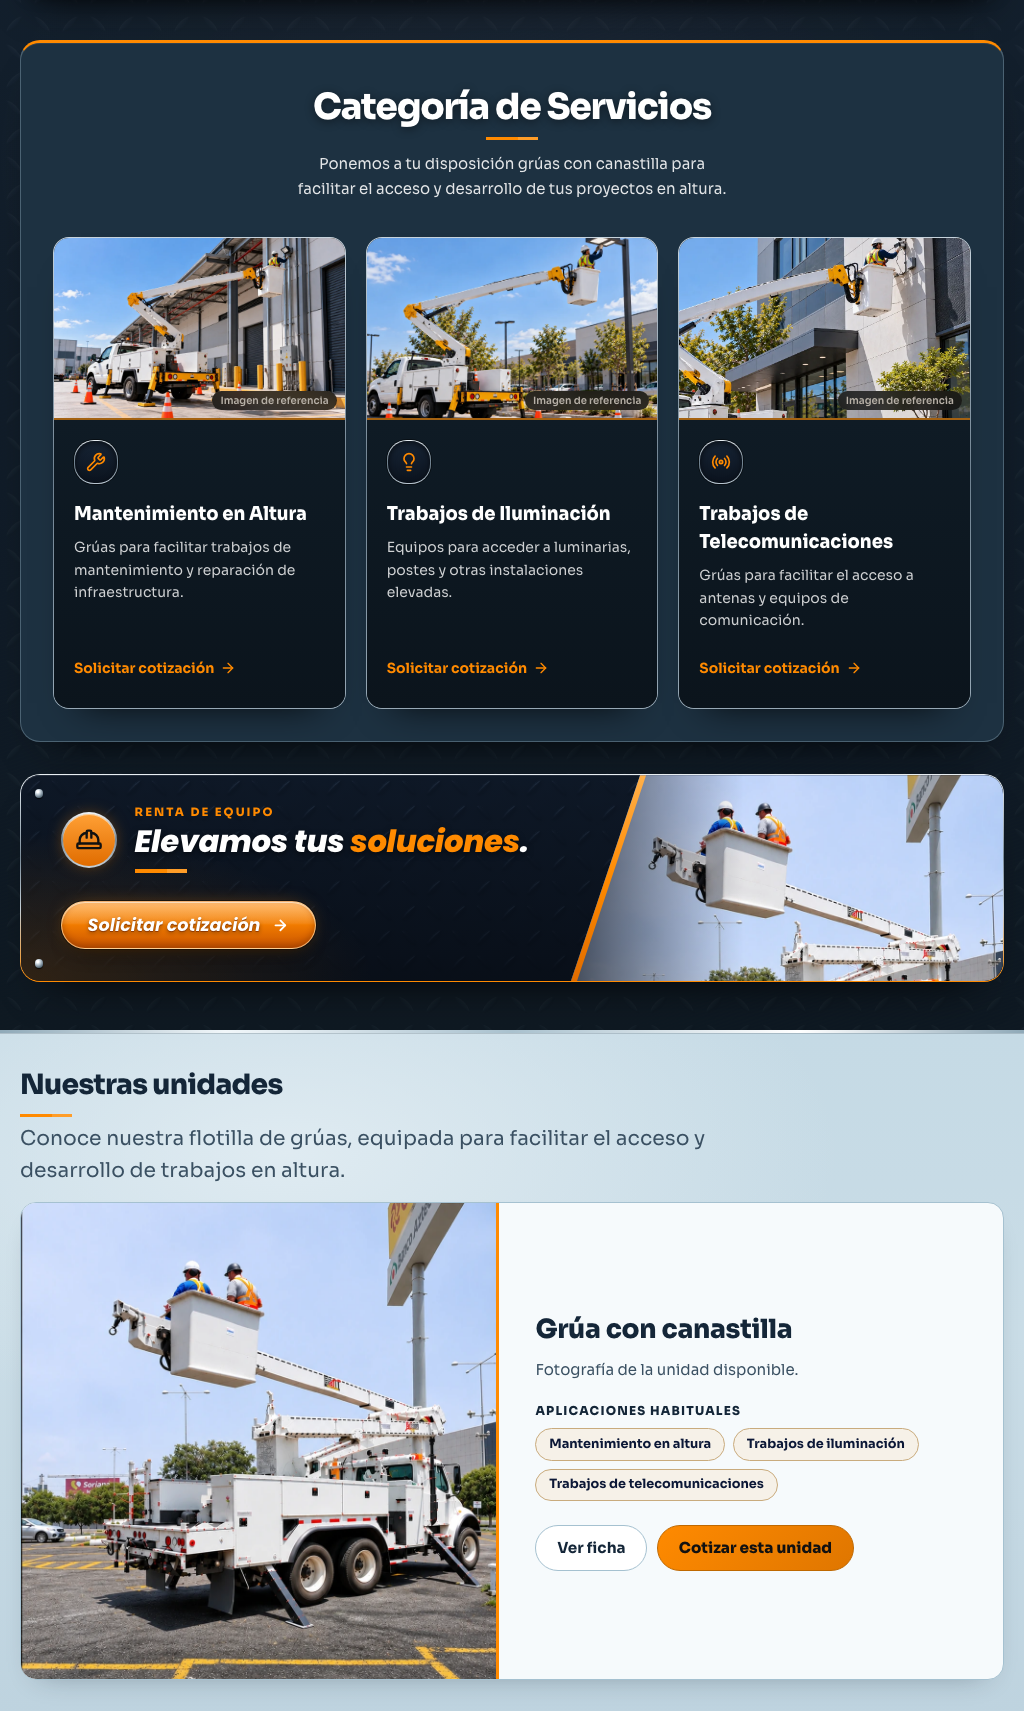 Categoría de Servicios
Ponemos a tu disposición grúas con canastilla para
facilitar el acceso y desarrollo de tus proyectos en altura.
Imagen de referencia
Mantenimiento en Altura
Grúas para facilitar trabajos de
mantenimiento y reparación de
infraestructura.
Solicitar cotización →
Imagen de referencia
Trabajos de Iluminación
Equipos para acceder a luminarias,
postes y otras instalaciones
elevadas.
Solicitar cotización →
Imagen de referencia
Trabajos de
Telecomunicaciones
Grúas para facilitar el acceso a
antenas y equipos de
comunicación.
Solicitar cotización →
RENTA DE EQUIPO
Elevamos tus soluciones.
Solicitar cotización →
Nuestras unidades
Conoce nuestra flotilla de grúas, equipada para facilitar el acceso y
desarrollo de trabajos en altura.
Banco Azteca
Soriana
Grúa con canastilla
Fotografía de la unidad disponible.
APLICACIONES HABITUALES
Mantenimiento en altura
Trabajos de iluminación
Trabajos de telecomunicaciones
Ver ficha
Cotizar esta unidad